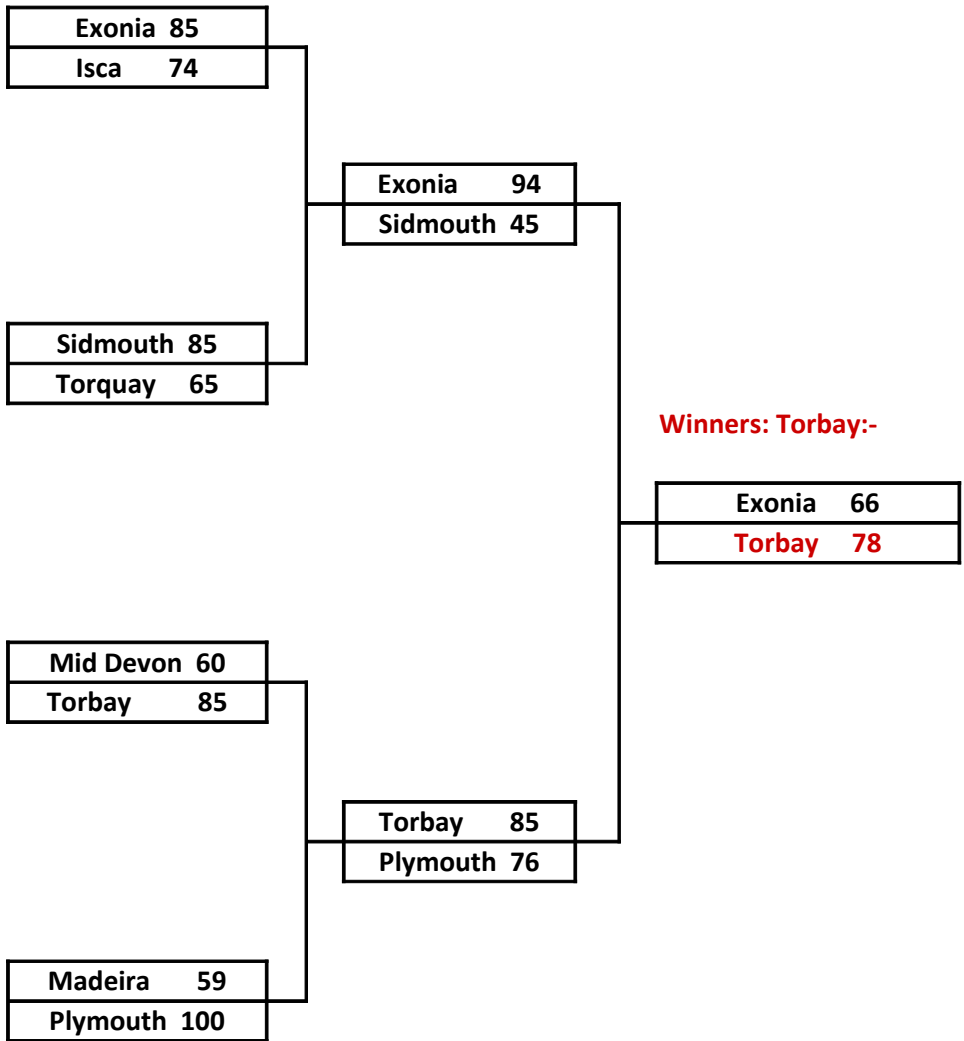 Exonia 85
Isca 74
Exonia 94
Sidmouth 45
Sidmouth 85
Torquay 65
Winners: Torbay:-
Exonia 66
Torbay 78
Mid Devon 60
Torbay 85
Torbay 85
Plymouth 76
Madeira 59
Plymouth 100